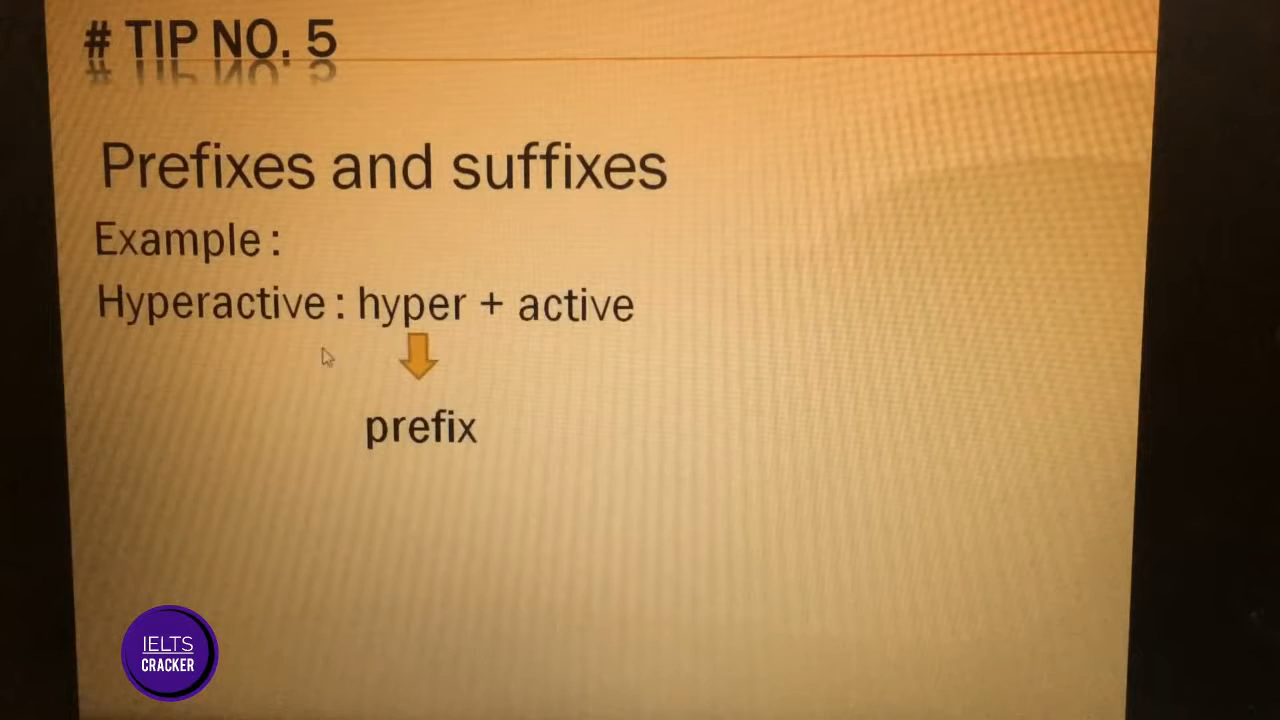 # TIP NO. 5
Prefixes and suffixes
Example :
Hyperactive : hyper + active
prefix
IELTS
CRACKER